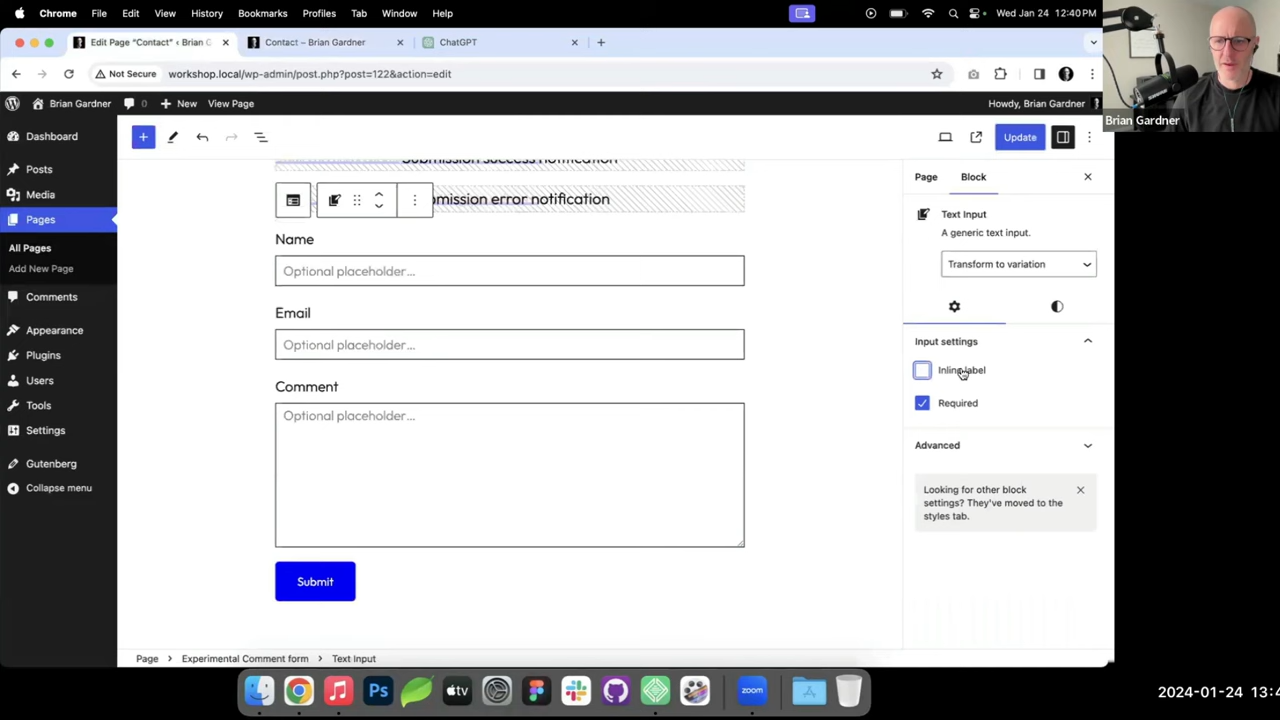 Chrome File Edit View History Bookmarks Profiles Tab Window Help
Wed Jan 24 12:40PM
Edit Page “Contact” ‹ Brian G
Contact – Brian Gardner
ChatGPT
Not Secure workshop.local/wp-admin/post.php?post=122&action=edit
Brian Gardner 0 New View Page
Howdy, Brian Gardner
Brian Gardner
Dashboard
Posts
Media
Pages
All Pages
Add New Page
Comments
Appearance
Plugins
Users
Tools
Settings
Gutenberg
Collapse menu
Update
Submission success notification
mission error notification
Name
Optional placeholder...
Email
Optional placeholder...
Comment
Optional placeholder...
Submit
Page Block
Text Input
A generic text input.
Transform to variation
Input settings
Inline label
Required
Advanced
Looking for other block
settings? They've moved to the
styles tab.
Page Experimental Comment form Text Input
Ps
tv
zoom
2024-01-24 13:4